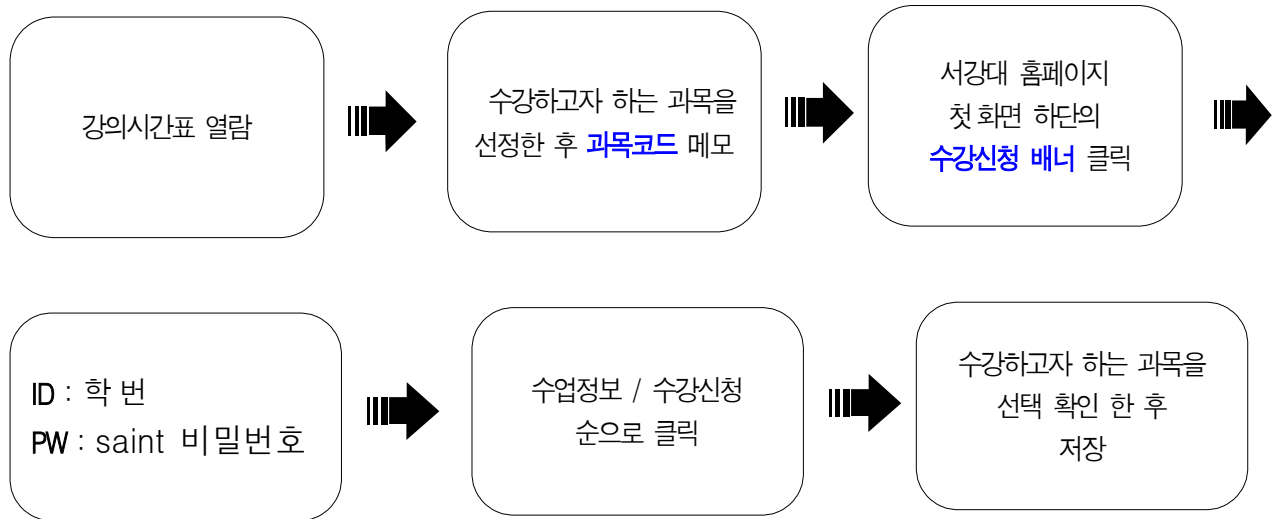 강의시간표 열람
수강하고자 하는 과목을
선정한 후 과목코드 메모
서강대 홈페이지
첫 화면 하단의
수강신청 배너 클릭
ID : 학 번
PW : saint 비밀번호
수업정보 / 수강신청
순으로 클릭
수강하고자 하는 과목을
선택 확인 한 후
저장